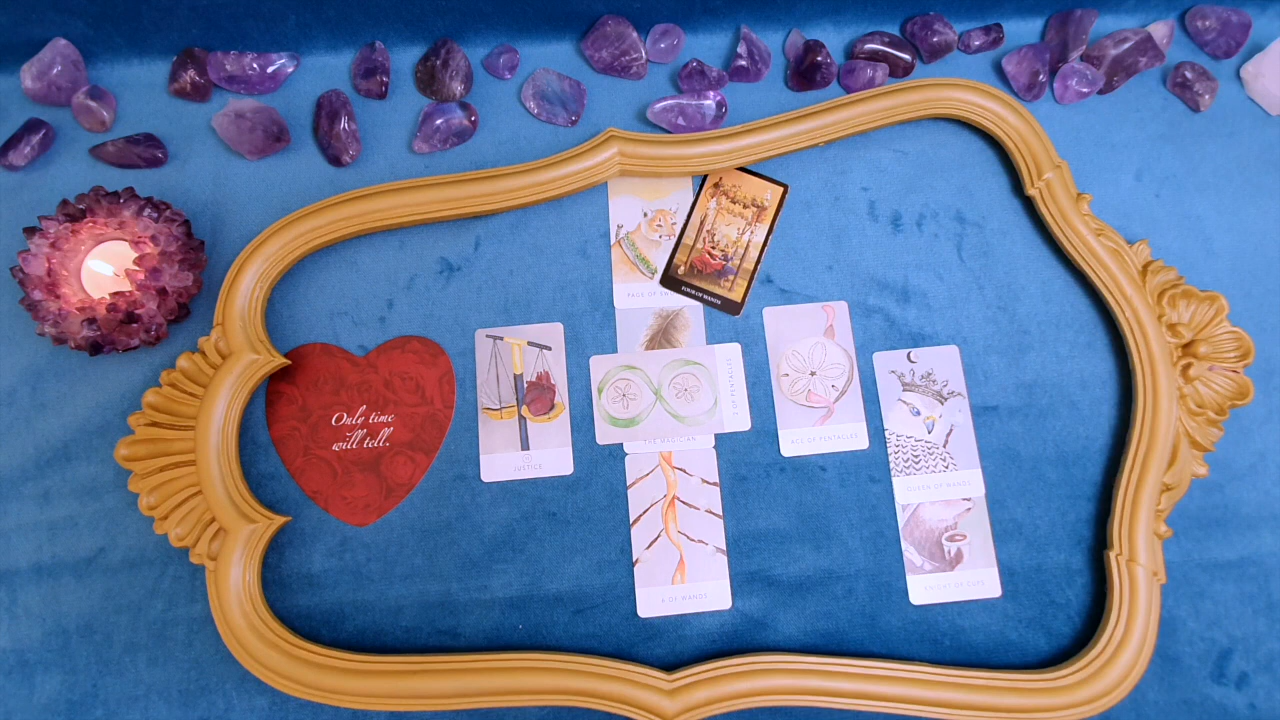 PAGE OF
FOUR OF WANDS
Only time
will tell.
2 OF PENTACLES
THE MAGICIAN
ACE OF PENTACLES
JUSTICE
QUEEN OF WANDS
KNIGHT OF CUPS
6 OF WANDS